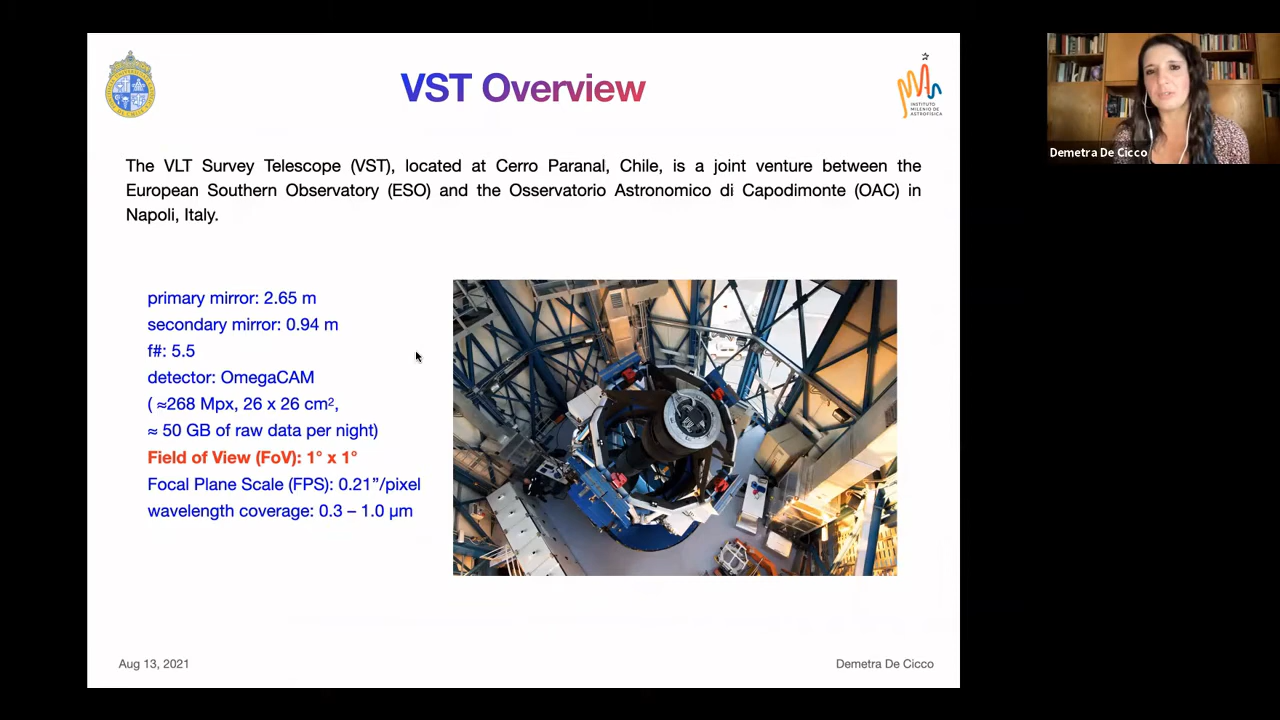 VST Overview
INSTITUTO
MILENIO DE
ASTROFÍSICA
Demetra De Cicco
The VLT Survey Telescope (VST), located at Cerro Paranal, Chile, is a joint venture between the
European Southern Observatory (ESO) and the Osservatorio Astronomico di Capodimonte (OAC) in
Napoli, Italy.
primary mirror: 2.65 m
secondary mirror: 0.94 m
f#: 5.5
detector: OmegaCAM
( ≈268 Mpx, 26 x 26 cm²,
≈ 50 GB of raw data per night)
Field of View (FoV): 1° x 1°
Focal Plane Scale (FPS): 0.21”/pixel
wavelength coverage: 0.3 – 1.0 µm
Aug 13, 2021
Demetra De Cicco